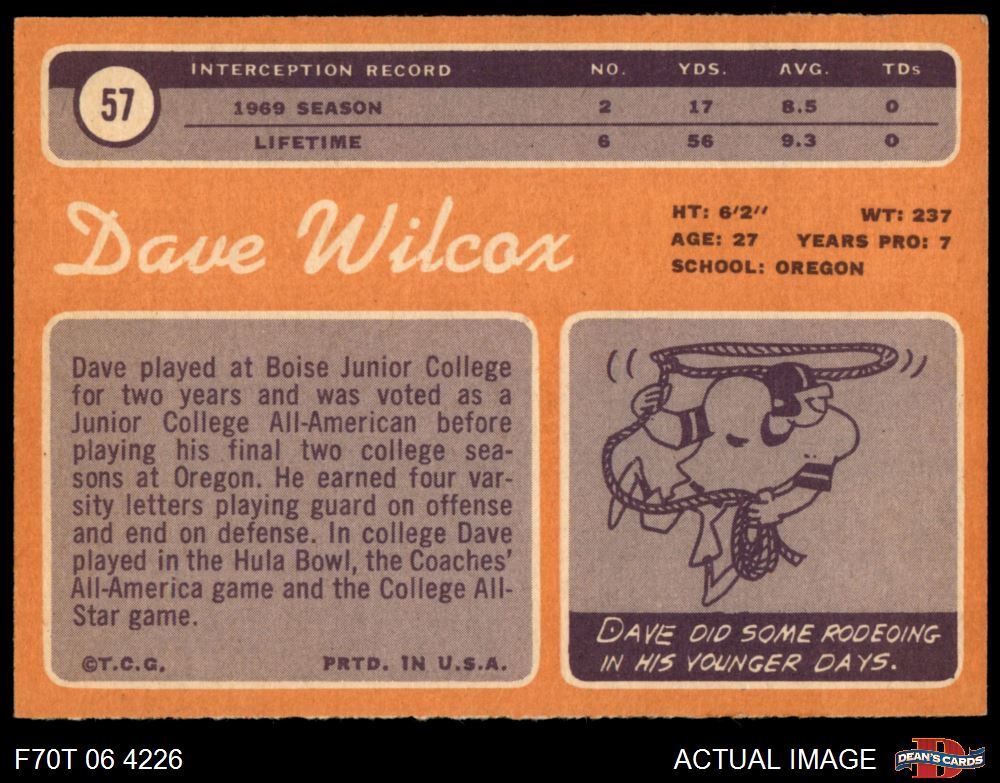 57
INTERCEPTION RECORD NO. YDS. AVG. TDs
1969 SEASON 2 17 8.5 0
LIFETIME 6 56 9.3 0
Dave Wilcox
HT: 6'2'' WT: 237
AGE: 27 YEARS PRO: 7
SCHOOL: OREGON
Dave played at Boise Junior College
for two years and was voted as a
Junior College All-American before
playing his final two college sea-
sons at Oregon. He earned four var-
sity letters playing guard on offense
and end on defense. In college Dave
played in the Hula Bowl, the Coaches'
All-America game and the College All-
Star game.
©T.C.G. PRTD. IN U.S.A.
DAVE DID SOME RODEOING
IN HIS YOUNGER DAYS.
F70T 06 4226
ACTUAL IMAGE
D
DEAN'S CARDS